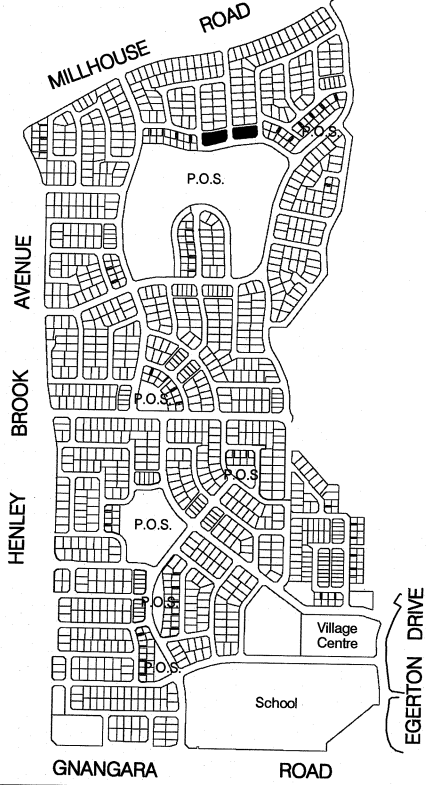 MILLHOUSE ROAD
P.O.S.
P.O.S.
HENLEY BROOK AVENUE
P.O.S.
P.O.S.
P.O.S.
P.O.S.
Village
Centre
P.O.S.
School
EGERTON DRIVE
GNANGARA ROAD